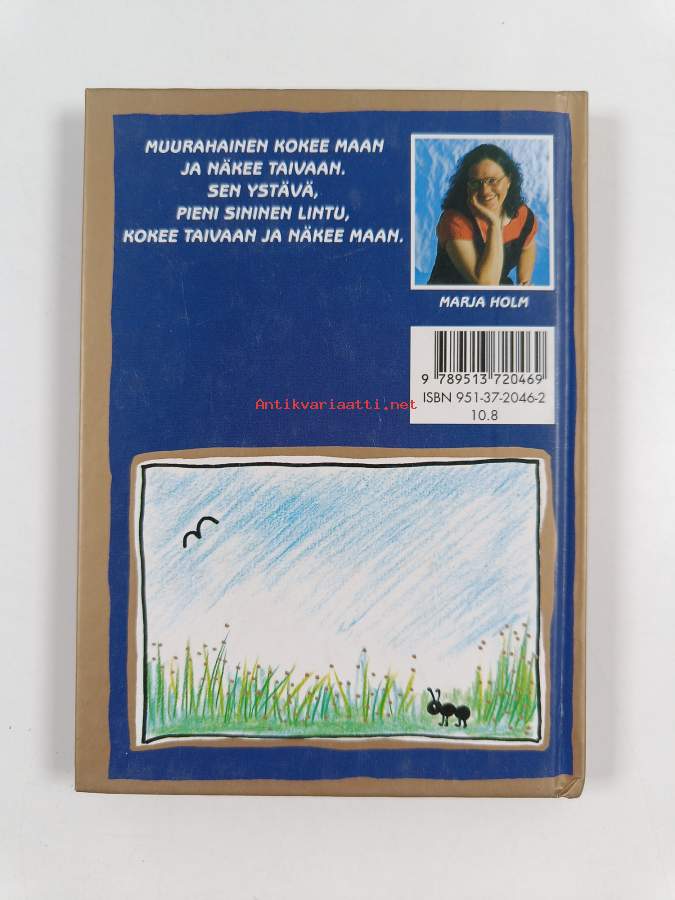 MUURAHAINEN KOKEE MAAN
JA NÄKEE TAIVAAN.
SEN YSTÄVÄ,
PIENI SININEN LINTU,
KOKEE TAIVAAN JA NÄKEE MAAN.
MARJA HOLM
9 789513 720469
ISBN 951-37-2046-2
10.8
Antikvariaatti.net